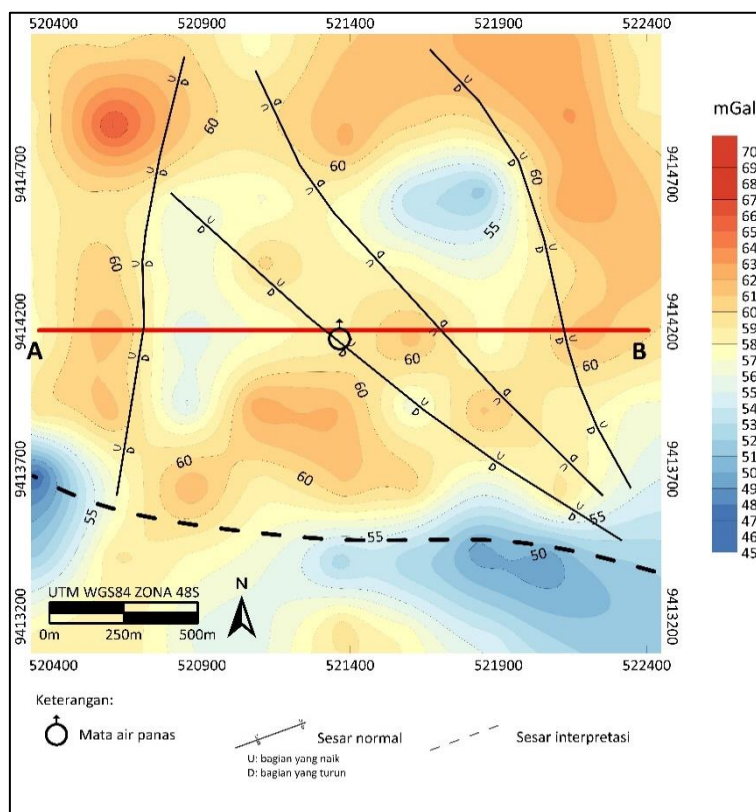 520400 520900 521400 521900 522400
mGal
9414700 9414200 9413700 9413200
9414700 9414200 9413700 9413200
60 60 60
55
60
A B
60 60
60
60 60
55 55 55
50
U D
UTM WGS84 ZONA 48S
N
0m 250m 500m
520400 520900 521400 521900 522400
70
69
68
67
66
65
64
63
62
61
60
59
58
57
56
55
54
53
52
51
50
49
48
47
46
45
Keterangan:
Mata air panas
Sesar normal
Sesar interpretasi
U: bagian yang naik
D: bagian yang turun